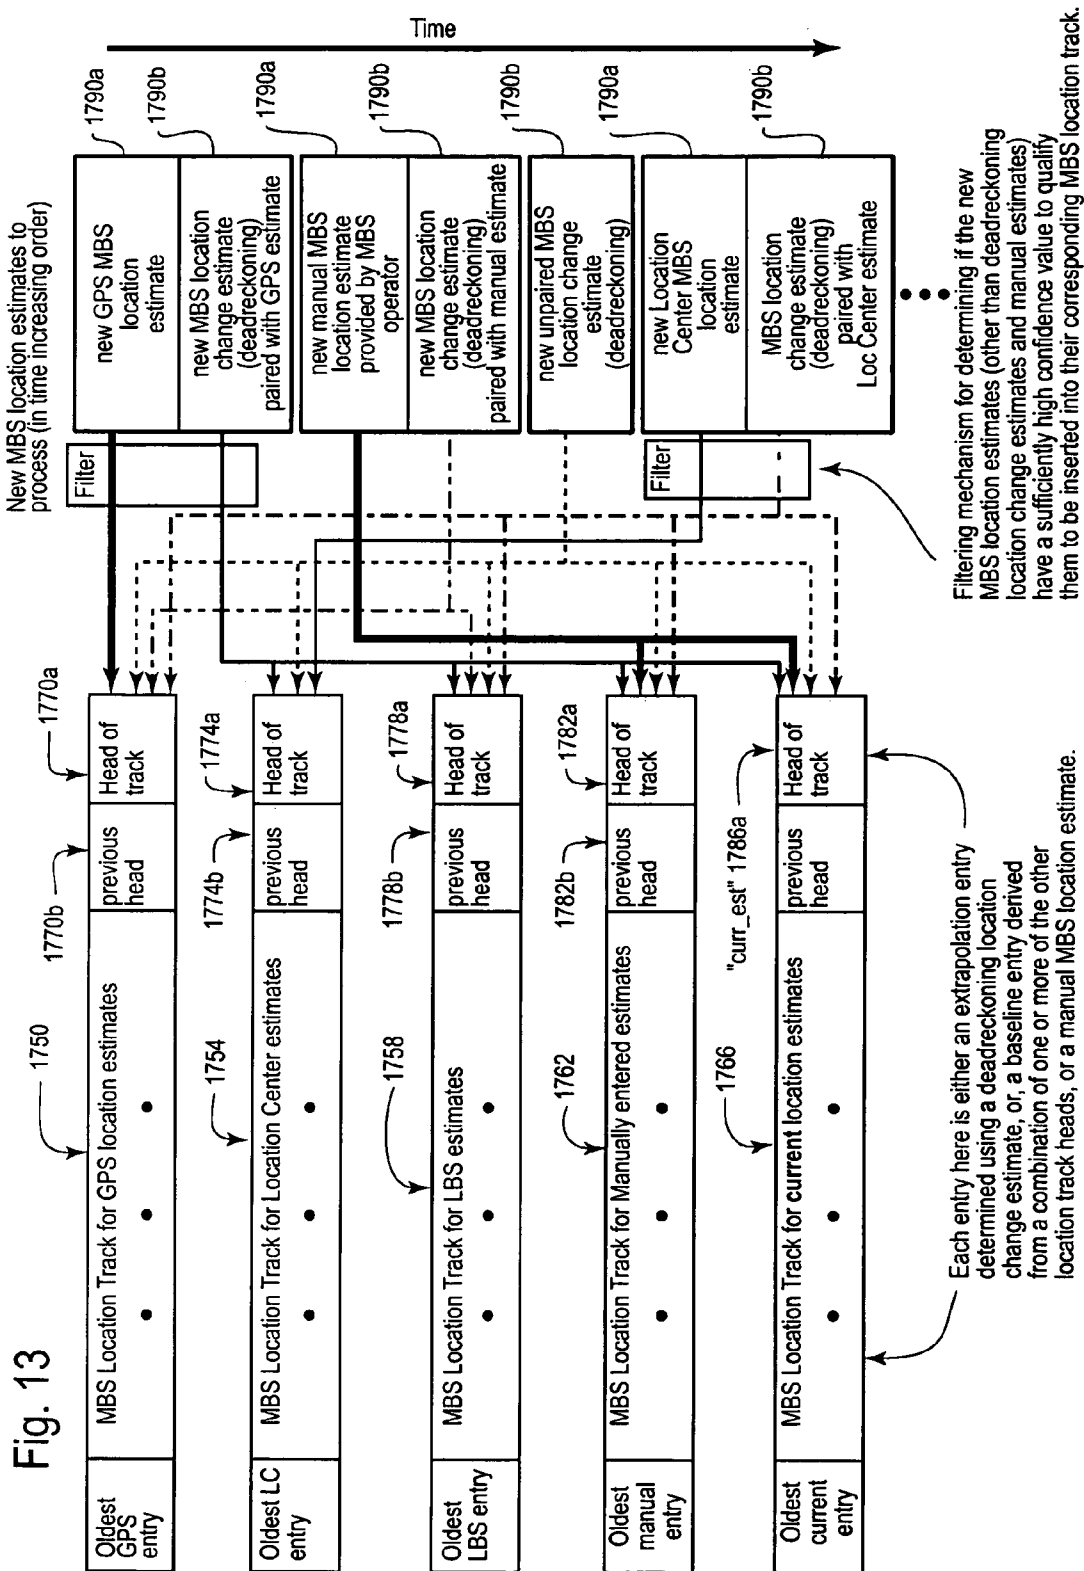 Fig. 13
New MBS location estimates to
process (in time increasing order)
Time
1790a
1790b
1790a
1790b
1790b
1790a
1790b
new GPS MBS
location
estimate
new MBS location
change estimate
(deadreckoning)
paired with GPS estimate
new manual MBS
location estimate
provided by MBS
operator
new MBS location
change estimate
(deadreckoning)
paired with manual estimate
new unpaired MBS
location change
estimate
(deadreckoning)
new Location
Center MBS
location
estimate
MBS location
change estimate
(deadreckoning)
paired with
Loc Center estimate
Filter
Filter
Filtering mechanism for determining if the new
MBS location estimates (other than deadreckoning
location change estimates and manual estimates)
have a sufficiently high confidence value to qualify
them to be inserted into their corresponding MBS location track.
1750
1770b
1770a
Oldest
GPS
entry
MBS Location Track for GPS location estimates
previous
head
Head of
track
1754
1774b
1774a
Oldest LC
entry
MBS Location Track for Location Center estimates
previous
head
Head of
track
1758
1778b
1778a
Oldest
LBS entry
MBS Location Track for LBS estimates
previous
head
Head of
track
1762
1782b
1782a
Oldest
manual
entry
MBS Location Track for Manually entered estimates
previous
head
Head of
track
1766
"curr_est" 1786a
Oldest
current
entry
MBS Location Track for current location estimates
previous
head
Head of
track
Each entry here is either an extrapolation entry
determined using a deadreckoning location
change estimate, or, a baseline entry derived
from a combination of one or more of the other
location track heads, or a manual MBS location estimate.